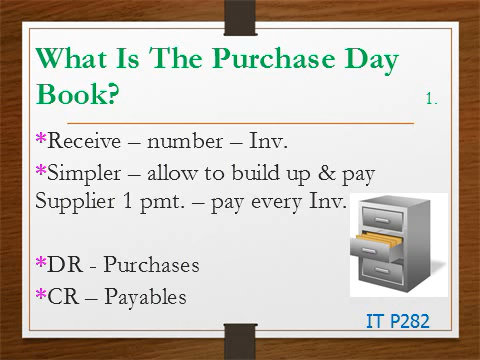 What Is The Purchase Day
Book? 1.
*Receive – number – Inv.
*Simpler – allow to build up & pay
Supplier 1 pmt. – pay every Inv.
*DR - Purchases
*CR – Payables
IT P282